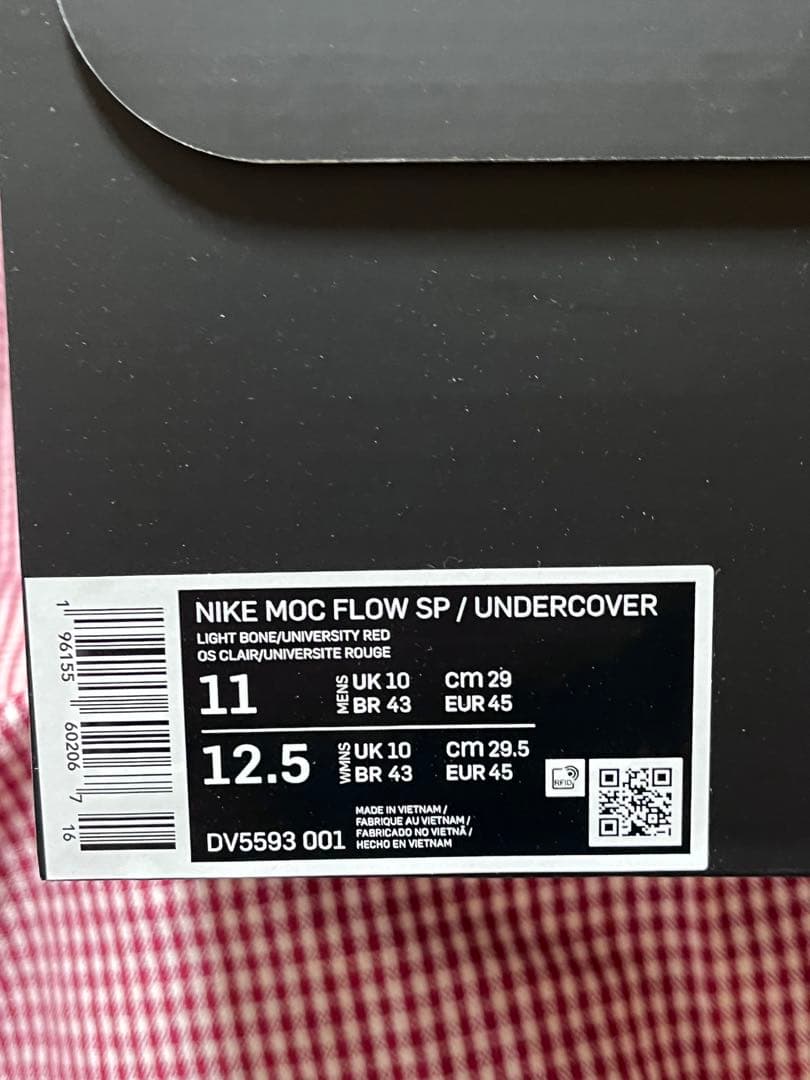 NIKE MOC FLOW SP / UNDERCOVER
LIGHT BONE/UNIVERSITY RED
OS CLAIR/UNIVERSITE ROUGE
11 MENS UK 10 cm 29
BR 43 EUR 45
12.5 WMNS UK 10 cm 29.5
BR 43 EUR 45
RFID
DV5593 001
MADE IN VIETNAM /
FABRIQUE AU VIETNAM /
FABRICADO NO VIETNÃ /
HECHO EN VIETNAM
1 96155 60206 7 16